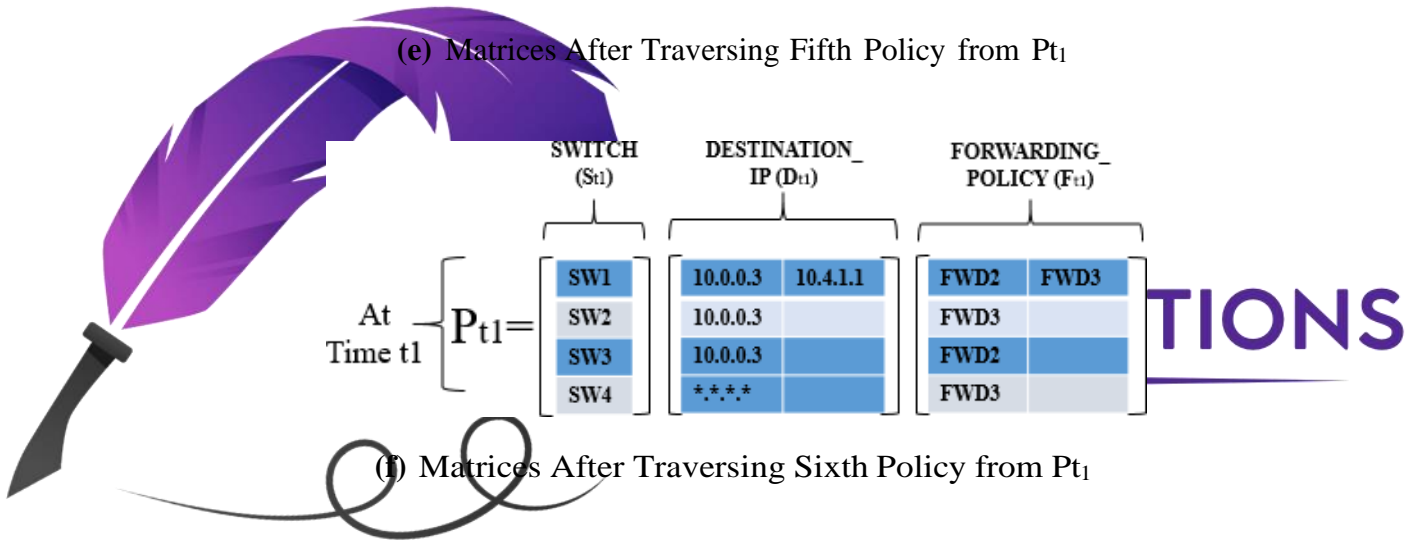 (e) Matrices After Traversing Fifth Policy from Pt1
SWITCH (St1)
DESTINATION_ IP (Dt1)
FORWARDING_ POLICY (Ft1)
At
Time t1
Pt1=
SW1 10.0.0.3 10.4.1.1 FWD2 FWD3
SW2 10.0.0.3 FWD3
SW3 10.0.0.3 FWD2
SW4 *.*.*.* FWD3
TIONS
(f) Matrices After Traversing Sixth Policy from Pt1